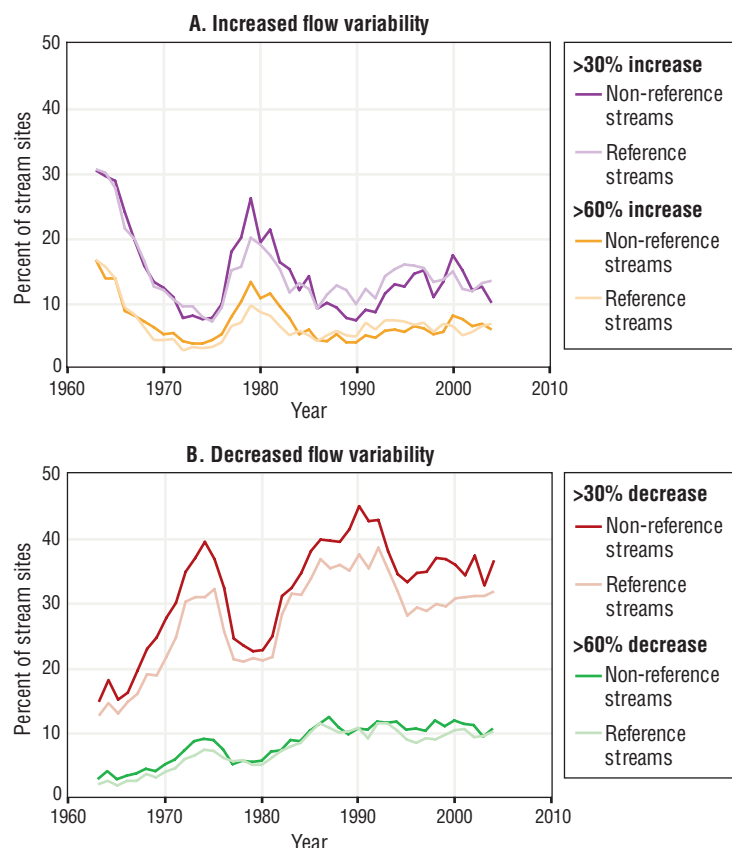 A. Increased flow variability
Percent of stream sites
50
40
30
20
10
0
1960
1970
1980
1990
2000
2010
Year
>30% increase
Non-reference
streams
Reference
streams
>60% increase
Non-reference
streams
Reference
streams
B. Decreased flow variability
Percent of stream sites
50
40
30
20
10
0
1960
1970
1980
1990
2000
2010
Year
>30% decrease
Non-reference
streams
Reference
streams
>60% decrease
Non-reference
streams
Reference
streams